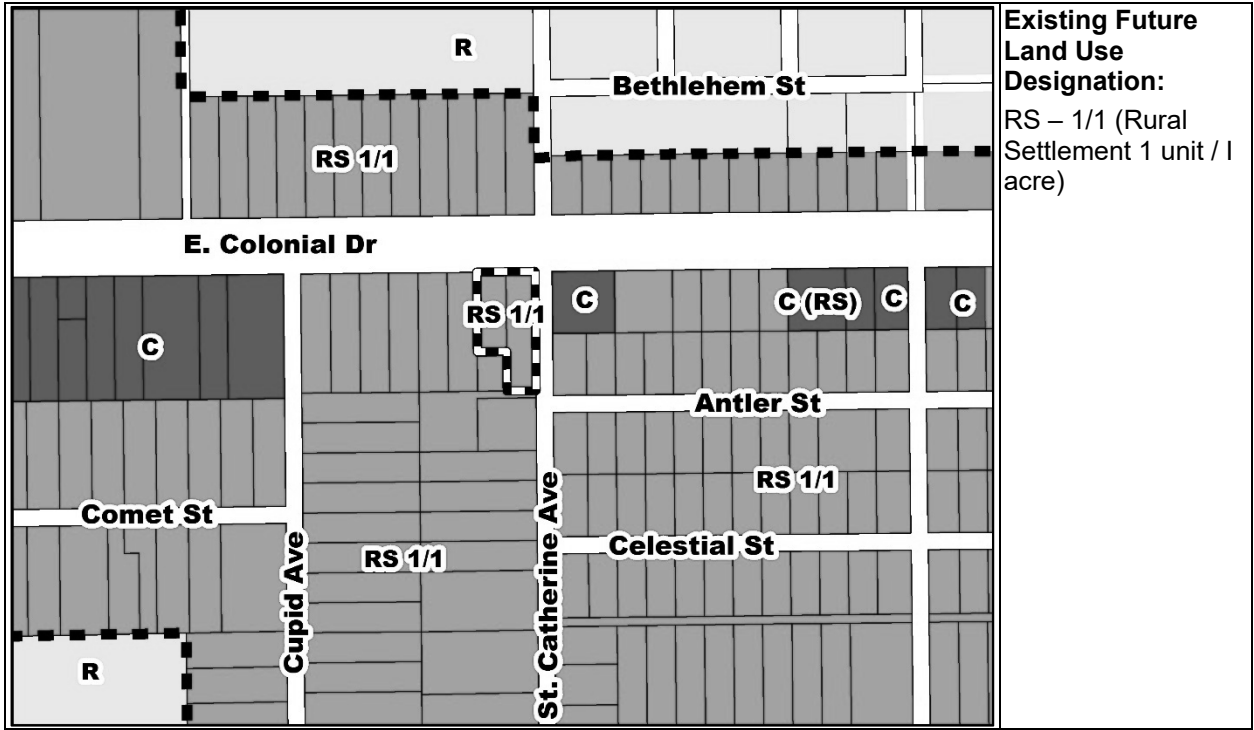 R
Bethlehem St
RS 1/1
E. Colonial Dr
RS 1/1
C
C (RS)
C
C
C
Antler St
RS 1/1
Comet St
Celestial St
RS 1/1
Cupid Ave
St. Catherine Ave
R
Existing Future
Land Use
Designation:
RS – 1/1 (Rural
Settlement 1 unit / I
acre)